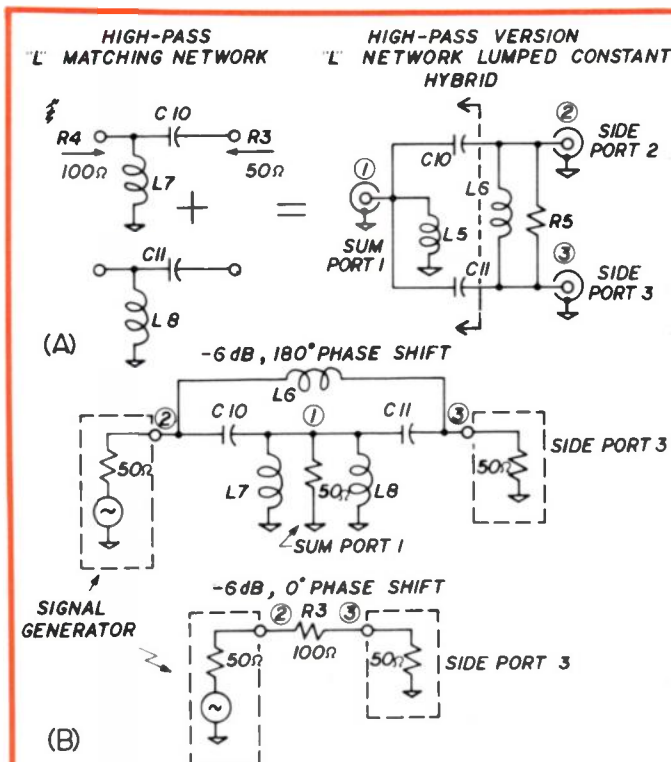 HIGH-PASS
"L" MATCHING NETWORK
HIGH-PASS VERSION
"L" NETWORK LUMPED CONSTANT
HYBRID
C10
R4
R3
100Ω
50Ω
L7
+
=
C11
L8
(A)
①
SUM
PORT 1
C10
L5
C11
L6
R5
②
SIDE
PORT 2
③
SIDE
PORT 3
-6 dB, 180° PHASE SHIFT
L6
②
C10
①
C11
③
50Ω
~
L7
50Ω
L8
SUM PORT 1
50Ω
SIDE PORT 3
SIGNAL
GENERATOR
-6 dB, 0° PHASE SHIFT
②
R3
③
50Ω
100Ω
50Ω
~
SIDE PORT 3
(B)